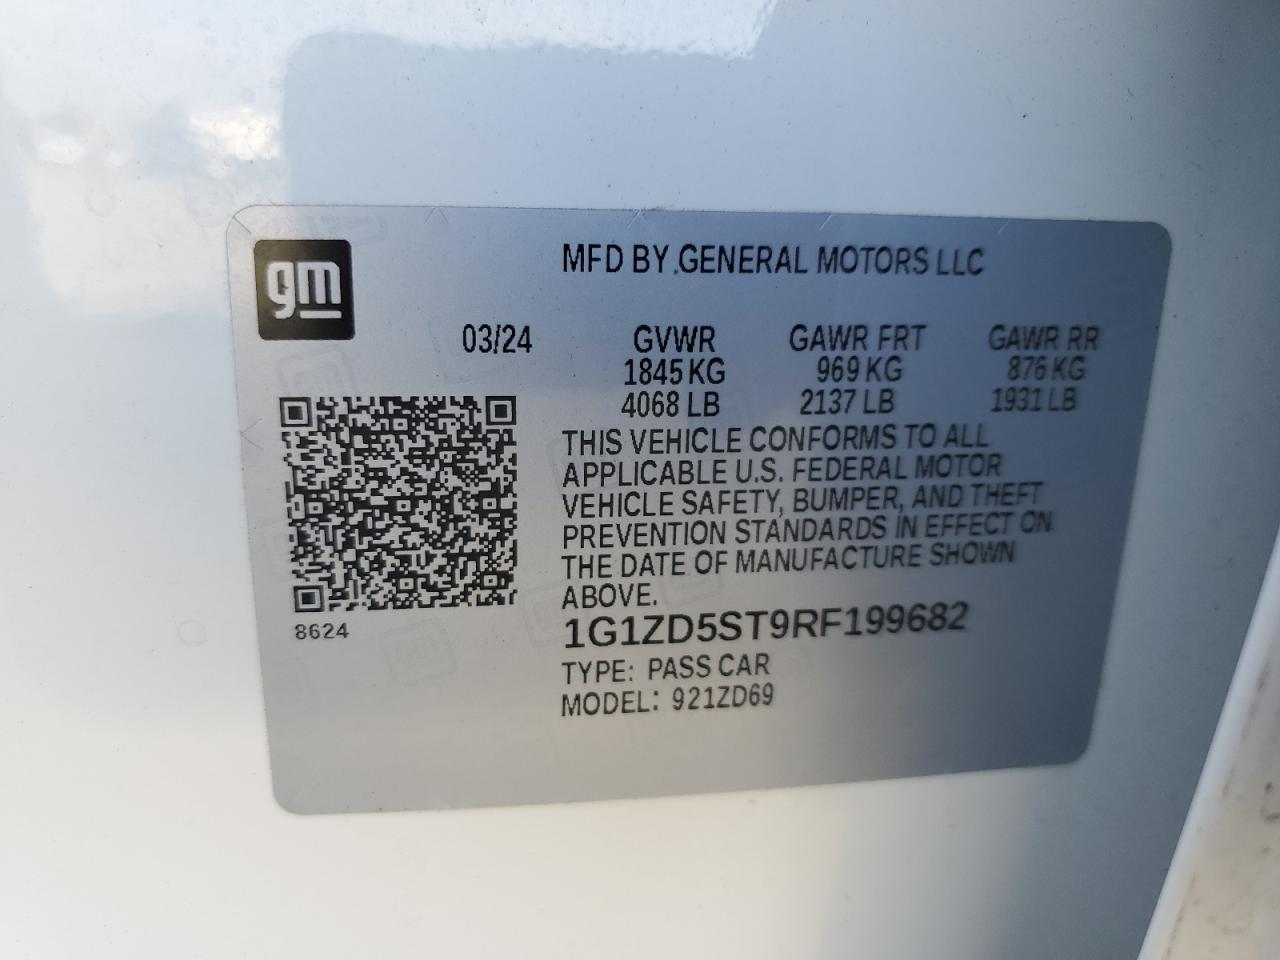 gm
MFD BY GENERAL MOTORS LLC
03/24 GVWR GAWR FRT GAWR RR
1845 KG 969 KG 876 KG
4068 LB 2137 LB 1931 LB
THIS VEHICLE CONFORMS TO ALL
APPLICABLE U.S. FEDERAL MOTOR
VEHICLE SAFETY, BUMPER, AND THEFT
PREVENTION STANDARDS IN EFFECT ON
THE DATE OF MANUFACTURE SHOWN
ABOVE.
8624
1G1ZD5ST9RF199682
TYPE: PASS CAR
MODEL: 921ZD69